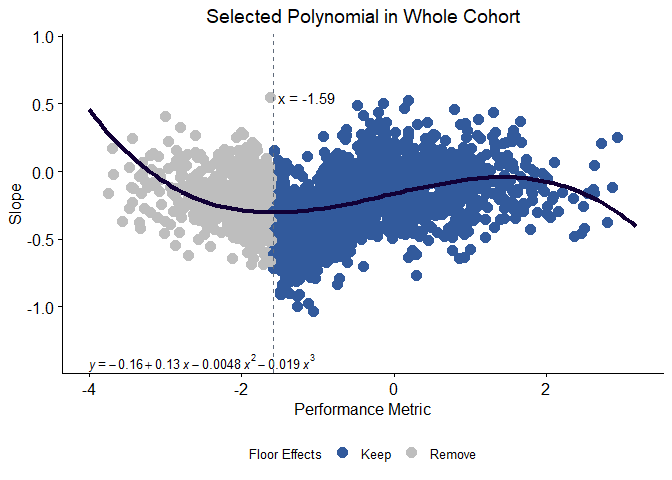 Selected Polynomial in Whole Cohort
1.0
0.5
0.0
-0.5
-1.0
Slope
x = -1.59
y = − 0.16 + 0.13 x − 0.0048 x² − 0.019 x³
-4 -2 0 2
Performance Metric
Floor Effects Keep Remove